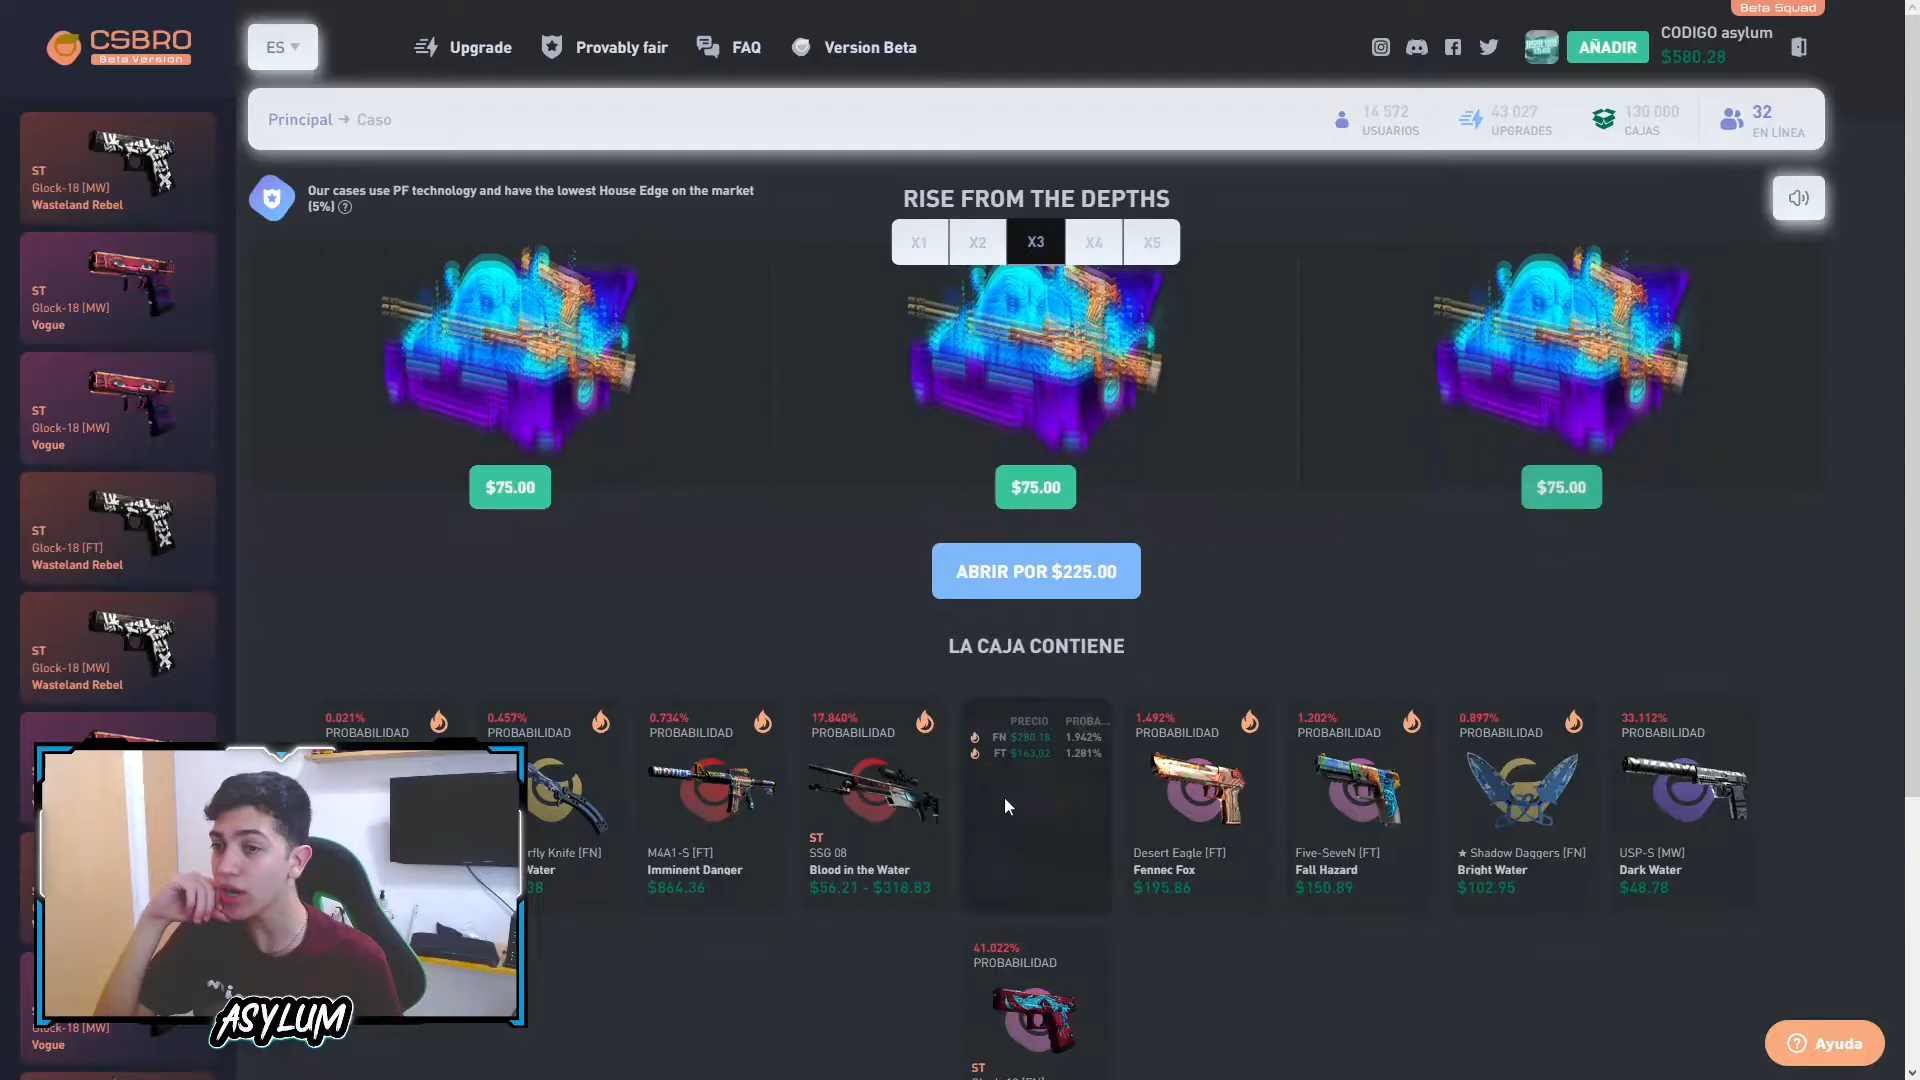 Beta Squad
CSBRO
Beta Version
ES
Upgrade
Provably fair
FAQ
Version Beta
AÑADIR
CODIGO asylum
$580.28
Principal → Caso
14 572
USUARIOS
43 027
UPGRADES
130 000
CAJAS
32
EN LÍNEA
Our cases use PF technology and have the lowest House Edge on the market
(5%) ?
RISE FROM THE DEPTHS
X1
X2
X3
X4
X5
ST
Glock-18 [MW]
Wasteland Rebel
ST
Glock-18 [MW]
Vogue
ST
Glock-18 [MW]
Vogue
ST
Glock-18 [FT]
Wasteland Rebel
ST
Glock-18 [MW]
Wasteland Rebel
Glock-18 [MW]
Vogue
$75.00
$75.00
$75.00
ABRIR POR $225.00
LA CAJA CONTIENE
0.021%
PROBABILIDAD
0.457%
PROBABILIDAD
rfly Knife [FN]
Water
38
0.734%
PROBABILIDAD
M4A1-S [FT]
Imminent Danger
$864.36
17.840%
PROBABILIDAD
ST
SSG 08
Blood in the Water
$56.21 - $318.83
PRECIO PROBA...
FN $280.18 1.942%
FT $163.02 1.281%
1.492%
PROBABILIDAD
Desert Eagle [FT]
Fennec Fox
$195.86
1.202%
PROBABILIDAD
Five-SeveN [FT]
Fall Hazard
$150.89
0.897%
PROBABILIDAD
★ Shadow Daggers [FN]
Bright Water
$102.95
33.112%
PROBABILIDAD
USP-S [MW]
Dark Water
$48.78
41.022%
PROBABILIDAD
ST
ASYLUM
Ayuda